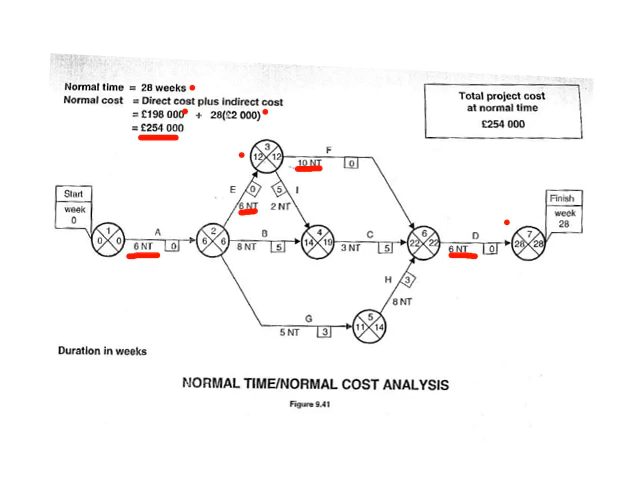 Normal time = 28 weeks
Normal cost = Direct cost plus indirect cost
= £198 000 + 28(£2 000)
= £254 000
Total project cost
at normal time
£254 000
Start
week
0
Finish
week
28
1
0 0
A
6 NT 0
2
6 6
E
0
6 NT
3
12 12
F
10 NT 0
5
I
2 NT
B
8 NT 5
4
14 19
C
3 NT 5
6
22 22
D
6 NT 0
7
28 28
H
3
8 NT
G
5 NT 3
5
11 14
Duration in weeks
NORMAL TIME/NORMAL COST ANALYSIS
Figure 9.41